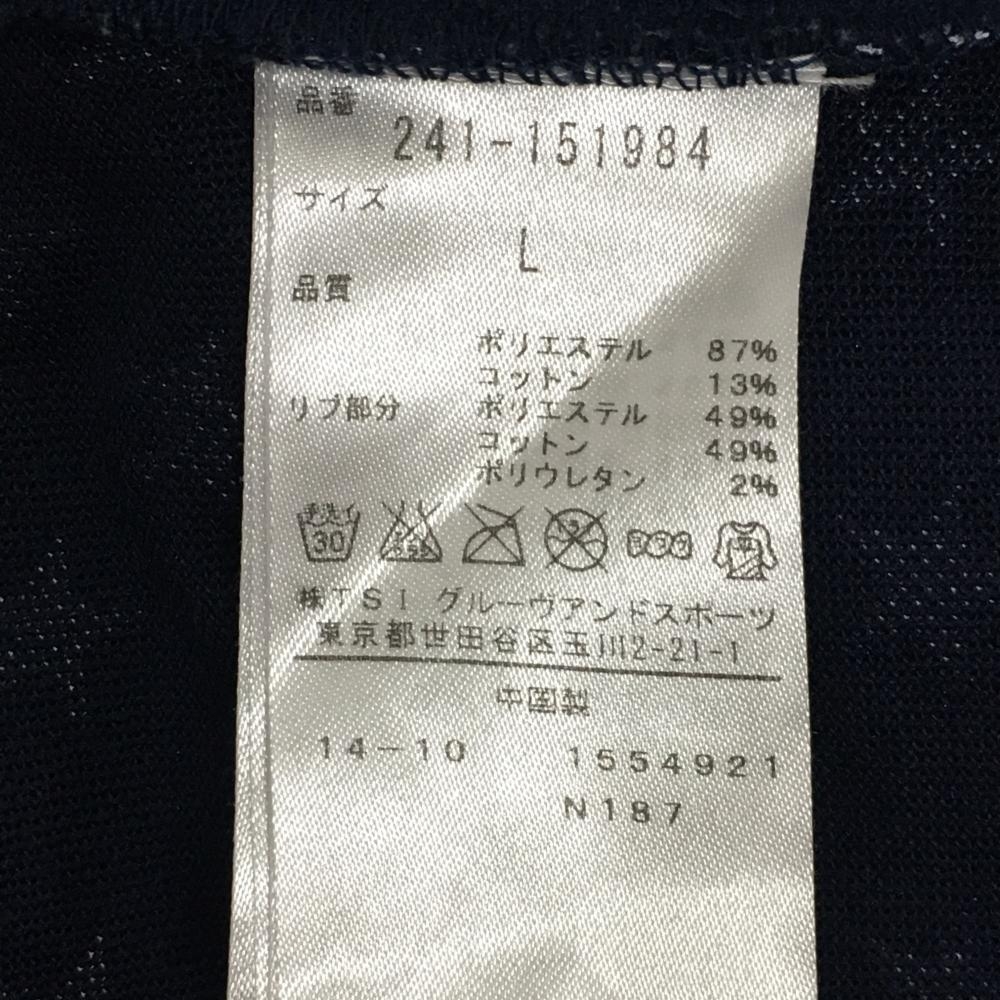 品番
241-151984
サイズ
L
品質
ポリエステル 87%
コットン 13%
リブ部分 ポリエステル 49%
コットン 49%
ポリウレタン 2%
手洗イ
30
㈱TSI グルーヴアンドスポーツ
東京都世田谷区玉川2-21-1
中国製
14-10 1554921
N187